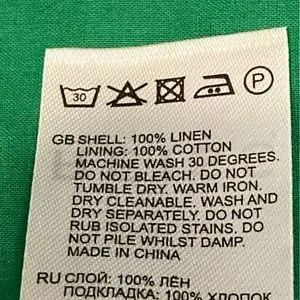 30
P
GB SHELL: 100% LINEN
LINING: 100% COTTON
MACHINE WASH 30 DEGREES.
DO NOT BLEACH. DO NOT
TUMBLE DRY. WARM IRON.
DRY CLEANABLE. WASH AND
DRY SEPARATELY. DO NOT
RUB ISOLATED STAINS. DO
NOT PILE WHILST DAMP.
MADE IN CHINA
RU СЛОЙ: 100% ЛЁН
ПОДКЛАДКА: 100% ХЛОПОК